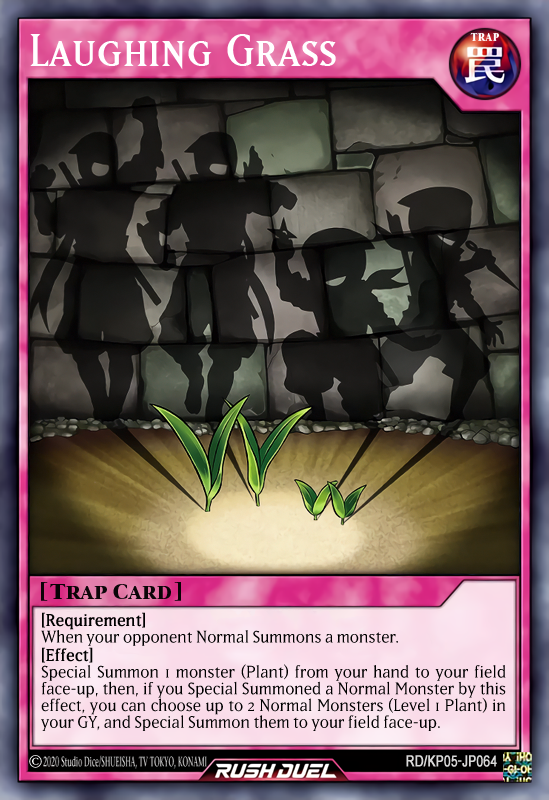 Laughing Grass
TRAP
罠
[Trap Card]
[Requirement]
When your opponent Normal Summons a monster.
[Effect]
Special Summon 1 monster (Plant) from your hand to your field
face-up, then, if you Special Summoned a Normal Monster by this
effect, you can choose up to 2 Normal Monsters (Level 1 Plant) in
your GY, and Special Summon them to your field face-up.
©2020 Studio Dice/SHUEISHA, TV TOKYO, KONAMI
RUSH DUEL
RD/KP05-JP064